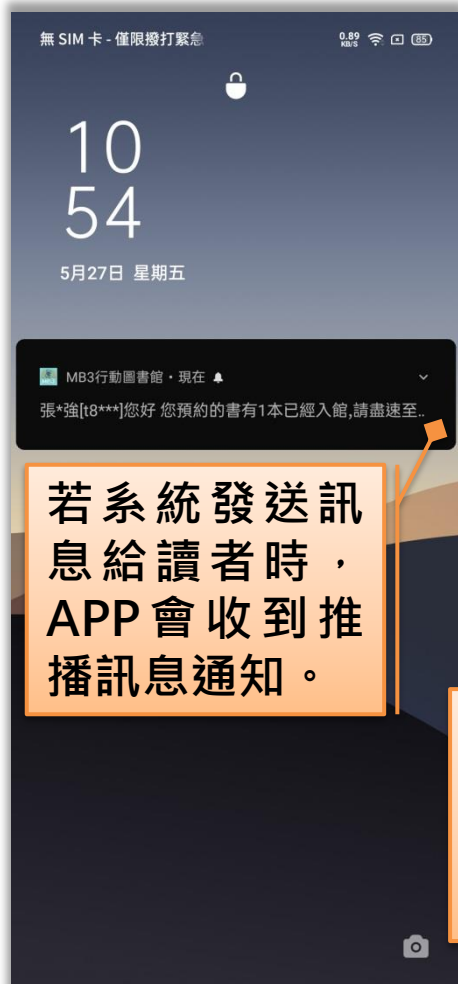 無 SIM 卡 - 僅限撥打緊急
0.89 KB/S
85
10
54
5月27日 星期五
MB3行動圖書館・現在
張*強[t8***]您好 您預約的書有1本已經入館,請盡速至..
若系統發送訊
息給讀者時，
APP會收到推
播訊息通知。